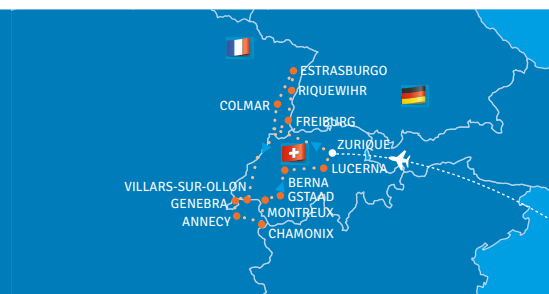 ESTRASBURGO
RIQUEWIHR
COLMAR
FREIBURG
ZURIQUE
LUCERNA
BERNA
VILLARS-SUR-OLLON
GSTAAD
GENEBRA
MONTREUX
ANNECY
CHAMONIX